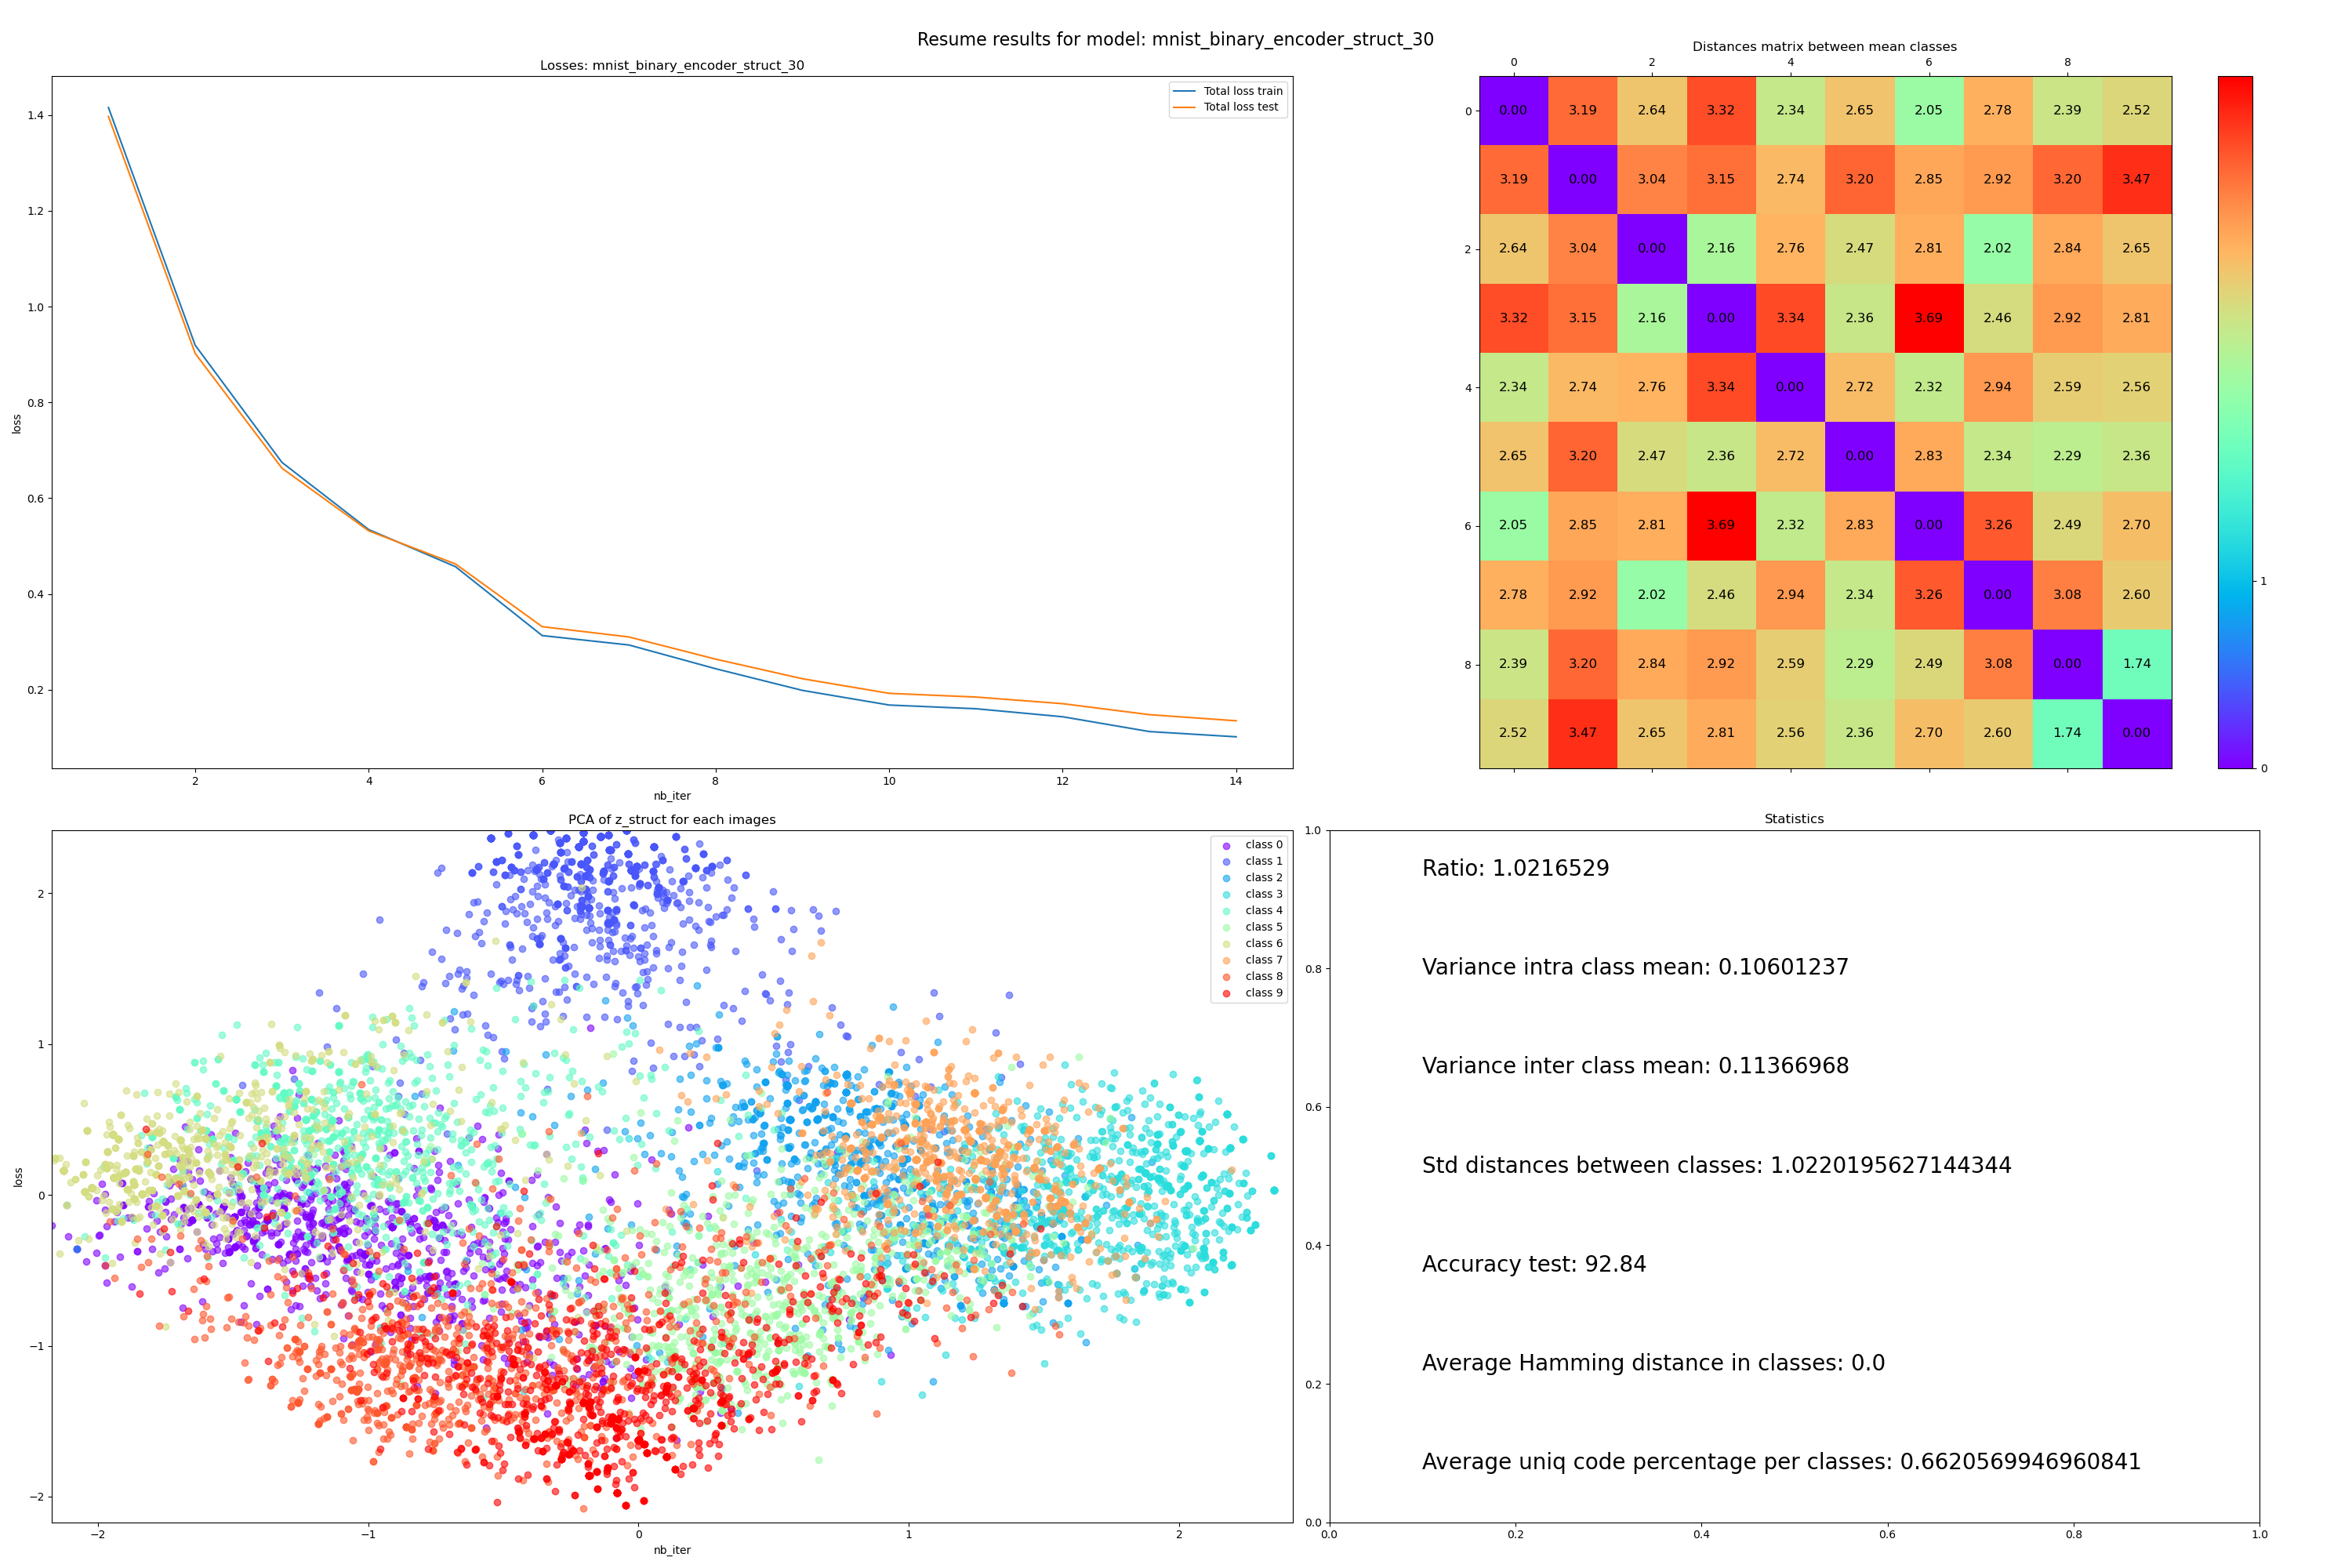 Resume results for model: mnist_binary_encoder_struct_30
Losses: mnist_binary_encoder_struct_30
Total loss train
Total loss test
1.4
1.2
1.0
0.8
0.6
0.4
0.2
loss
2 4 6 8 10 12 14
nb_iter
Distances matrix between mean classes
0 2 4 6 8
0 0.00 3.19 2.64 3.32 2.34 2.65 2.05 2.78 2.39 2.52
3.19 0.00 3.04 3.15 2.74 3.20 2.85 2.92 3.20 3.47
2 2.64 3.04 0.00 2.16 2.76 2.47 2.81 2.02 2.84 2.65
3.32 3.15 2.16 0.00 3.34 2.36 3.69 2.46 2.92 2.81
4 2.34 2.74 2.76 3.34 0.00 2.72 2.32 2.94 2.59 2.56
2.65 3.20 2.47 2.36 2.72 0.00 2.83 2.34 2.29 2.36
6 2.05 2.85 2.81 3.69 2.32 2.83 0.00 3.26 2.49 2.70
2.78 2.92 2.02 2.46 2.94 2.34 3.26 0.00 3.08 2.60
8 2.39 3.20 2.84 2.92 2.59 2.29 2.49 3.08 0.00 1.74
2.52 3.47 2.65 2.81 2.56 2.36 2.70 2.60 1.74 0.00
1
0
PCA of z_struct for each images
class 0
class 1
class 2
class 3
class 4
class 5
class 6
class 7
class 8
class 9
2
1
0
−1
−2
loss
−2 −1 0 1 2
nb_iter
Statistics
1.0
0.8
0.6
0.4
0.2
0.0
Ratio: 1.0216529
Variance intra class mean: 0.10601237
Variance inter class mean: 0.11366968
Std distances between classes: 1.0220195627144344
Accuracy test: 92.84
Average Hamming distance in classes: 0.0
Average uniq code percentage per classes: 0.6620569946960841
0.0 0.2 0.4 0.6 0.8 1.0